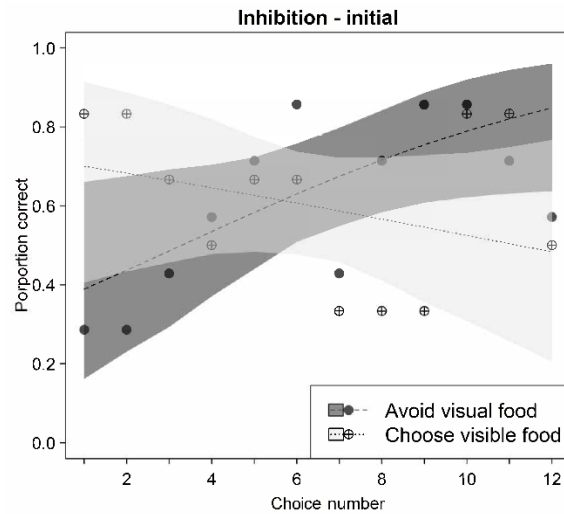 Inhibition - initial
1.0
0.8
0.6
0.4
0.2
0.0
Porportion correct
2 4 6 8 10 12
Choice number
Avoid visual food
Choose visible food